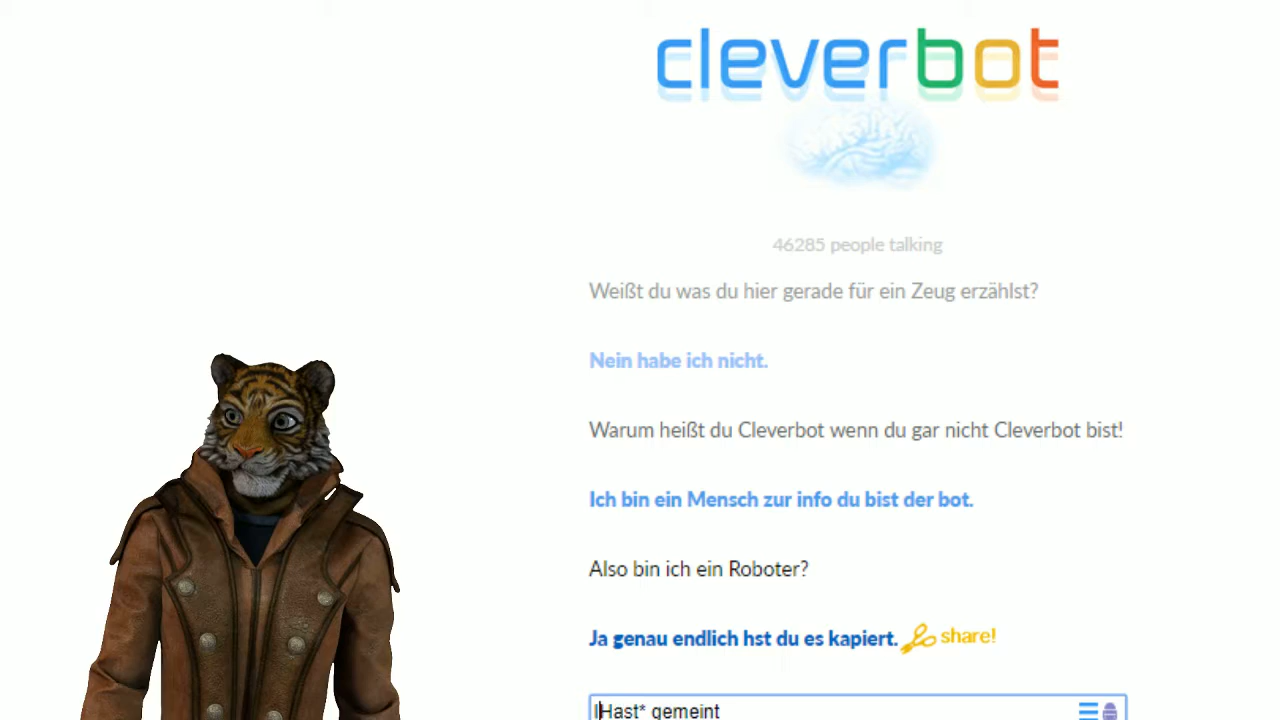 cleverbot
46285 people talking
Weißt du was du hier gerade für ein Zeug erzählst?
Nein habe ich nicht.
Warum heißt du Cleverbot wenn du gar nicht Cleverbot bist!
Ich bin ein Mensch zur info du bist der bot.
Also bin ich ein Roboter?
Ja genau endlich hst du es kapiert. share!
Hast* gemeint